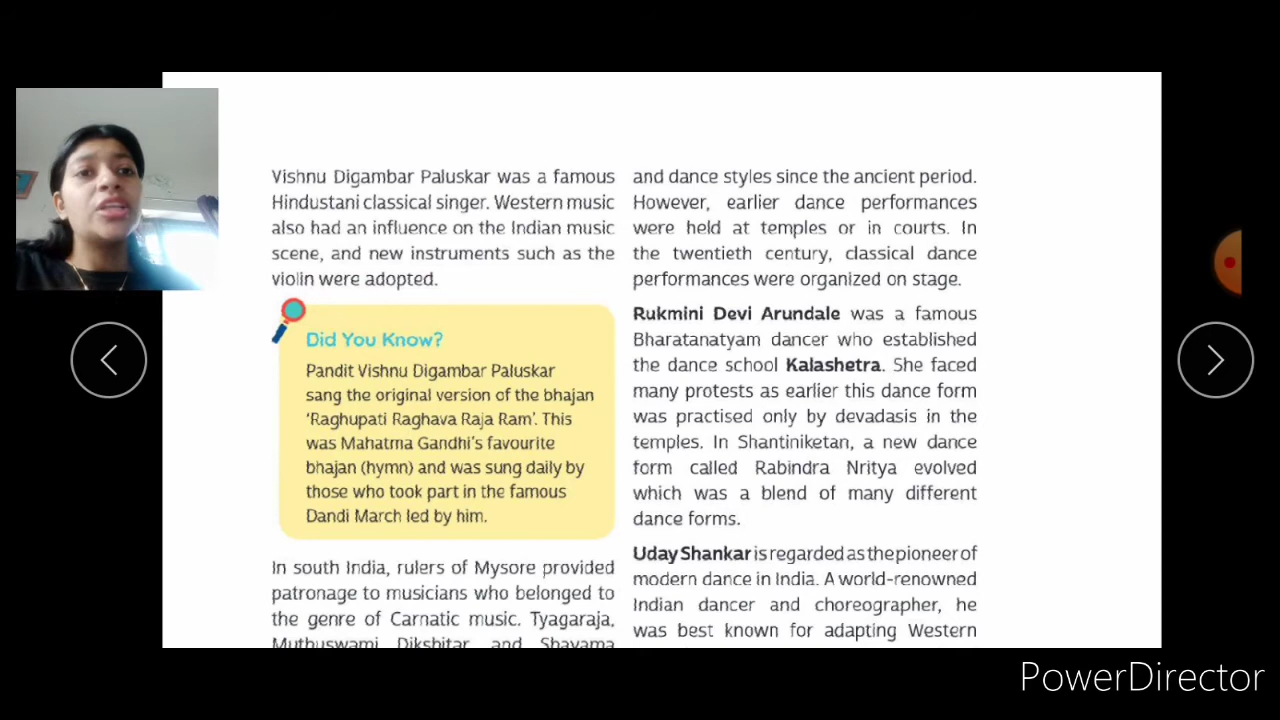 Vishnu Digambar Paluskar was a famous
Hindustani classical singer. Western music
also had an influence on the Indian music
scene, and new instruments such as the
violin were adopted.
Did You Know?
Pandit Vishnu Digambar Paluskar
sang the original version of the bhajan
‘Raghupati Raghava Raja Ram’. This
was Mahatma Gandhi’s favourite
bhajan (hymn) and was sung daily by
those who took part in the famous
Dandi March led by him.
In south India, rulers of Mysore provided
patronage to musicians who belonged to
the genre of Carnatic music. Tyagaraja,
Muthuswami Dikshitar, and Shayama
and dance styles since the ancient period.
However, earlier dance performances
were held at temples or in courts. In
the twentieth century, classical dance
performances were organized on stage.
Rukmini Devi Arundale was a famous
Bharatanatyam dancer who established
the dance school Kalashetra. She faced
many protests as earlier this dance form
was practised only by devadasis in the
temples. In Shantiniketan, a new dance
form called Rabindra Nritya evolved
which was a blend of many different
dance forms.
Uday Shankar is regarded as the pioneer of
modern dance in India. A world-renowned
Indian dancer and choreographer, he
was best known for adapting Western
PowerDirector